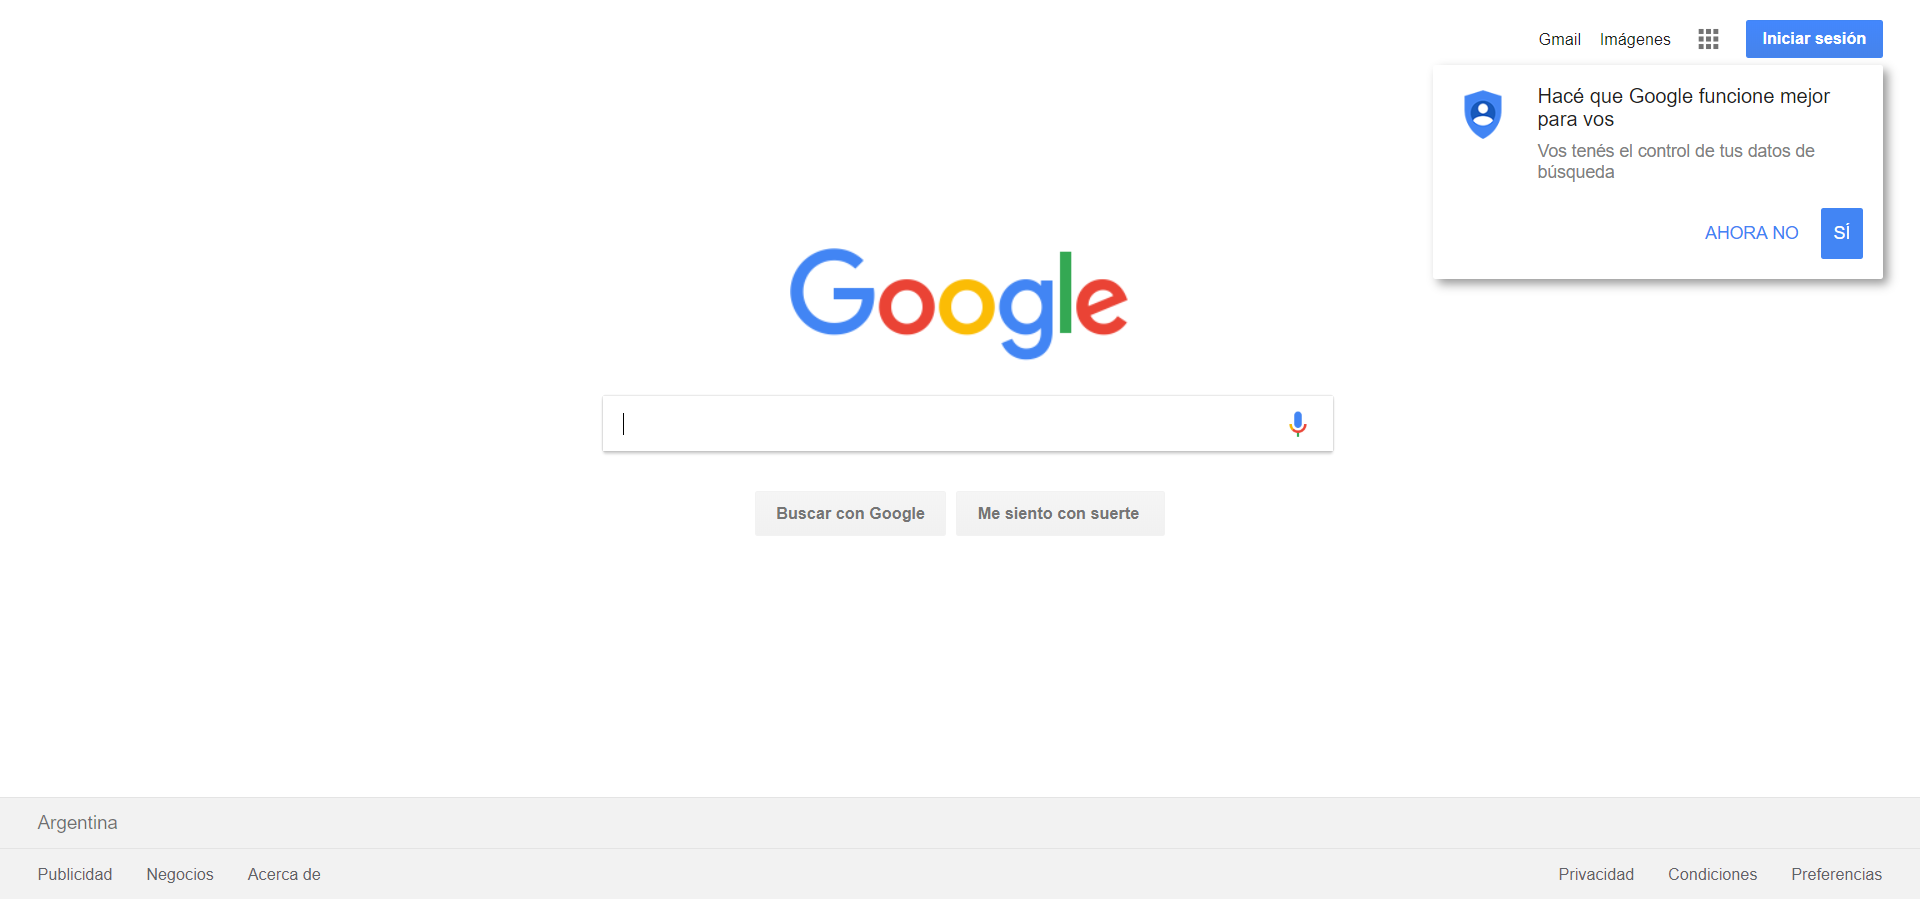 Gmail Imágenes Iniciar sesión
Hacé que Google funcione mejor
para vos
Vos tenés el control de tus datos de
búsqueda
AHORA NO SÍ
Google
Buscar con Google Me siento con suerte
Argentina
Publicidad Negocios Acerca de Privacidad Condiciones Preferencias